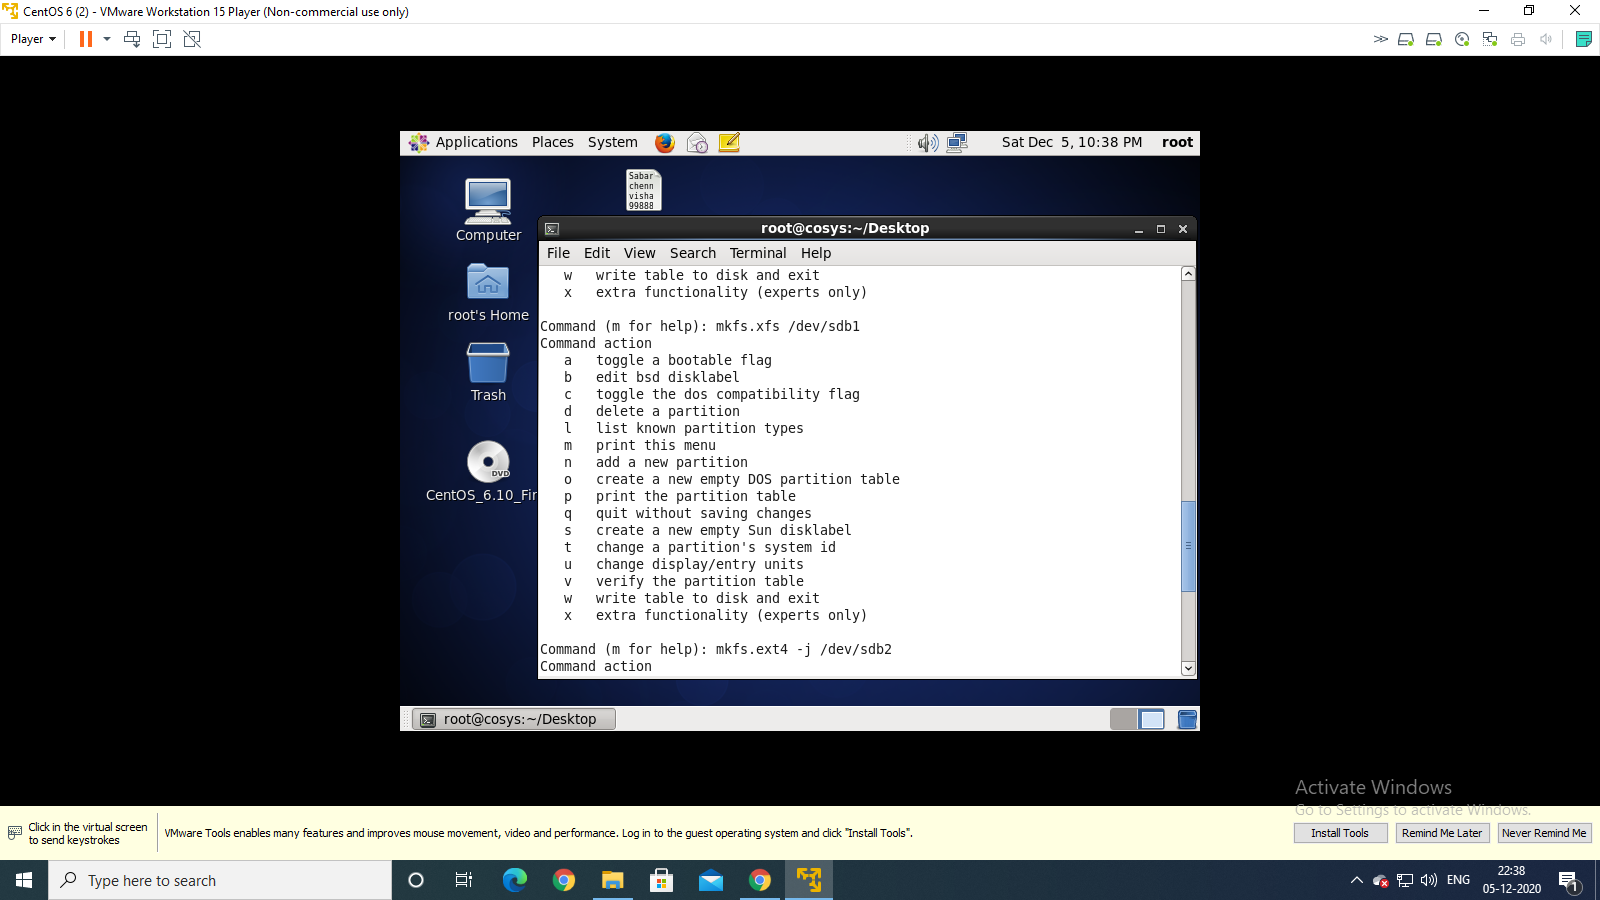 CentOS 6 (2) - VMware Workstation 15 Player (Non-commercial use only)
Player
Applications Places System
Sat Dec 5, 10:38 PM root
Sabar
chenn
visha
99888
Computer
root's Home
Trash
DVD
CentOS_6.10_Fir
root@cosys:~/Desktop
File Edit View Search Terminal Help
w write table to disk and exit
x extra functionality (experts only)
Command (m for help): mkfs.xfs /dev/sdb1
Command action
a toggle a bootable flag
b edit bsd disklabel
c toggle the dos compatibility flag
d delete a partition
l list known partition types
m print this menu
n add a new partition
o create a new empty DOS partition table
p print the partition table
q quit without saving changes
s create a new empty Sun disklabel
t change a partition's system id
u change display/entry units
v verify the partition table
w write table to disk and exit
x extra functionality (experts only)
Command (m for help): mkfs.ext4 -j /dev/sdb2
Command action
root@cosys:~/Desktop
Activate Windows
Go to Settings to activate Windows.
Click in the virtual screen
to send keystrokes
VMware Tools enables many features and improves mouse movement, video and performance. Log in to the guest operating system and click "Install Tools".
Install Tools Remind Me Later Never Remind Me
Type here to search
ENG
22:38
05-12-2020
1